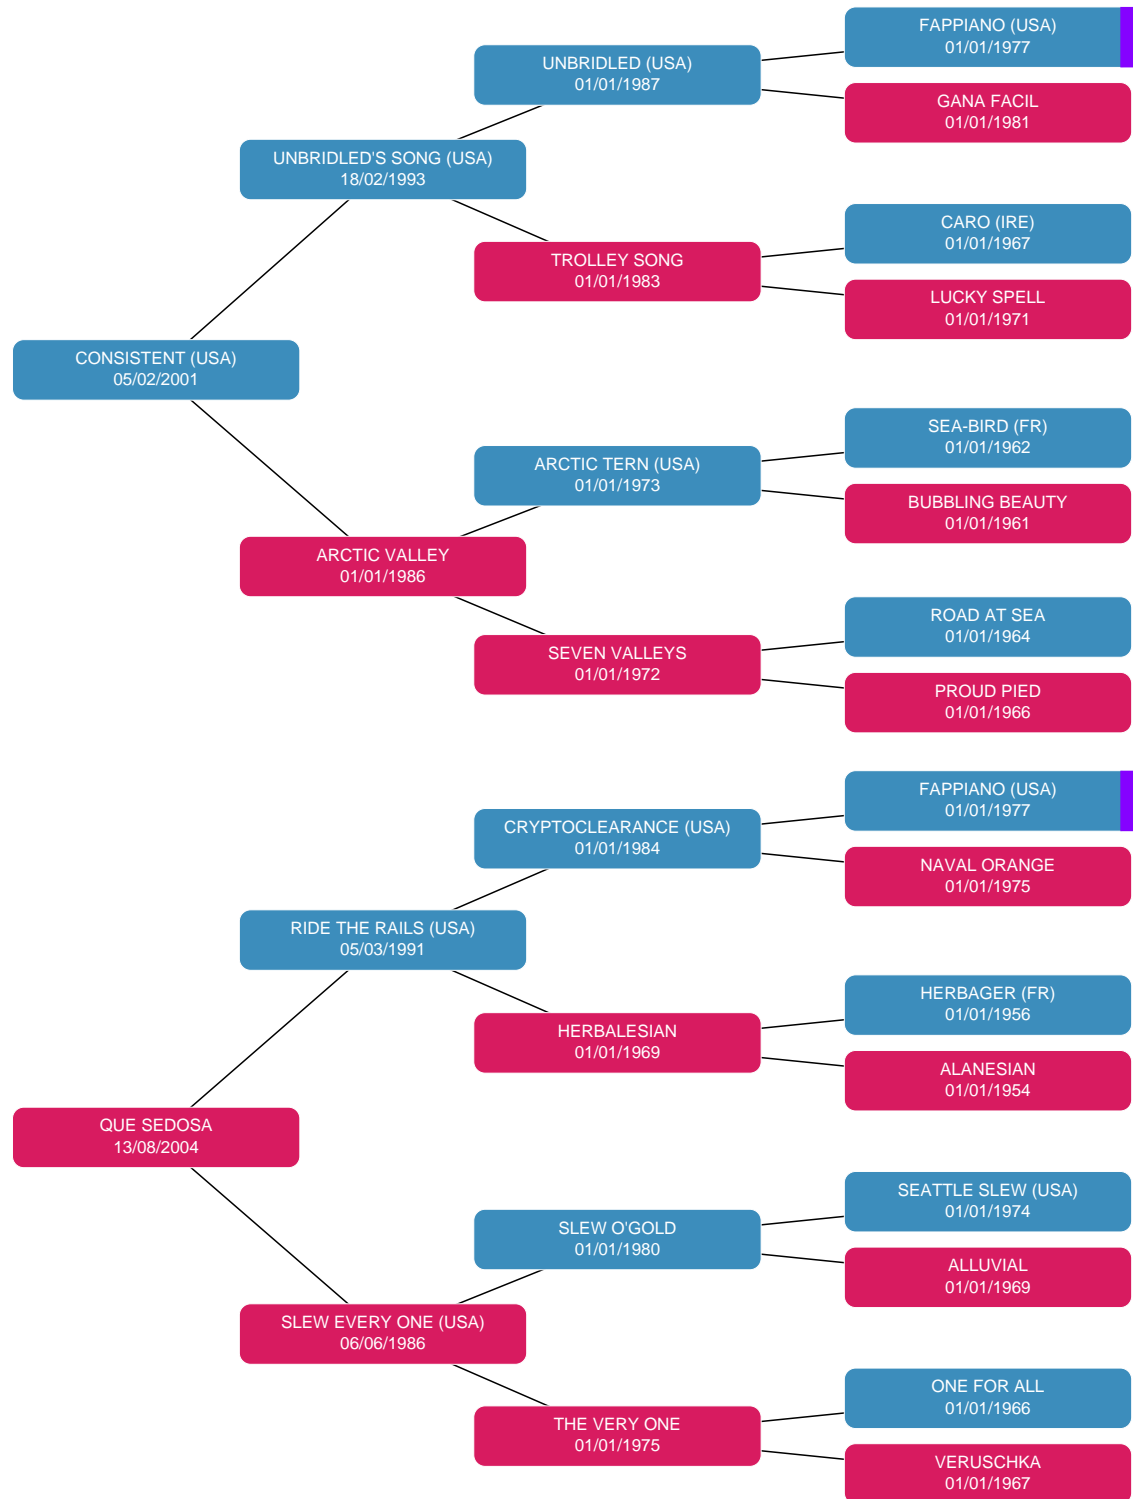 FAPPIANO (USA)
01/01/1977
UNBRIDLED (USA)
01/01/1987
GANA FACIL
01/01/1981
UNBRIDLED'S SONG (USA)
18/02/1993
CARO (IRE)
01/01/1967
TROLLEY SONG
01/01/1983
LUCKY SPELL
01/01/1971
CONSISTENT (USA)
05/02/2001
SEA-BIRD (FR)
01/01/1962
ARCTIC TERN (USA)
01/01/1973
BUBBLING BEAUTY
01/01/1961
ARCTIC VALLEY
01/01/1986
ROAD AT SEA
01/01/1964
SEVEN VALLEYS
01/01/1972
PROUD PIED
01/01/1966
FAPPIANO (USA)
01/01/1977
CRYPTOCLEARANCE (USA)
01/01/1984
NAVAL ORANGE
01/01/1975
RIDE THE RAILS (USA)
05/03/1991
HERBAGER (FR)
01/01/1956
HERBALESIAN
01/01/1969
ALANESIAN
01/01/1954
QUE SEDOSA
13/08/2004
SEATTLE SLEW (USA)
01/01/1974
SLEW O'GOLD
01/01/1980
ALLUVIAL
01/01/1969
SLEW EVERY ONE (USA)
06/06/1986
ONE FOR ALL
01/01/1966
THE VERY ONE
01/01/1975
VERUSCHKA
01/01/1967